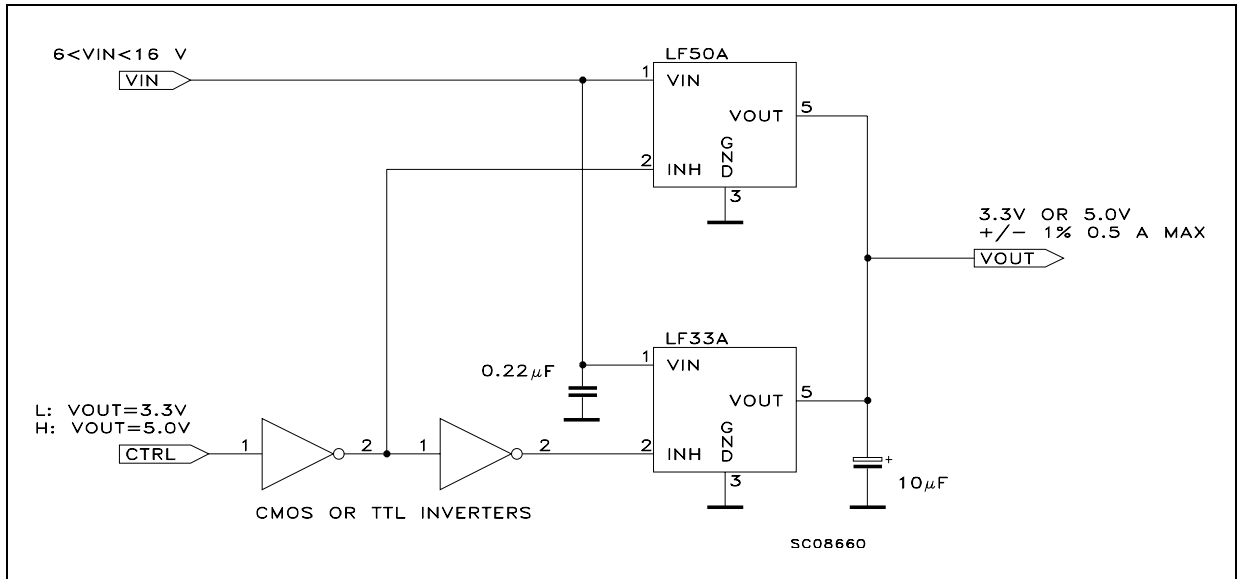 6<VIN<16 V
VIN
LF50A
1
VIN
VOUT
5
2
INH
GND
3
3.3V OR 5.0V
+/- 1% 0.5 A MAX
VOUT
LF33A
1
VIN
0.22µF
VOUT
5
L: VOUT=3.3V
H: VOUT=5.0V
CTRL
1
2
1
2
2
INH
GND
3
+
10µF
CMOS OR TTL INVERTERS
SC08660